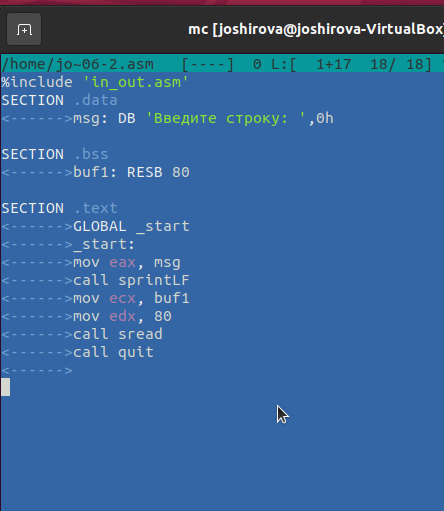 mc [joshirova@joshirova-VirtualBox]
/home/jo~06-2.asm   [----]  0 L:[  1+17  18/ 18]
%include 'in_out.asm'
SECTION .data
<------>msg: DB 'Введите строку: ',0h
SECTION .bss
<------>buf1: RESB 80
SECTION .text
<------>GLOBAL _start
<------>_start:
<------>mov eax, msg
<------>call sprintLF
<------>mov ecx, buf1
<------>mov edx, 80
<------>call sread
<------>call quit
<------>